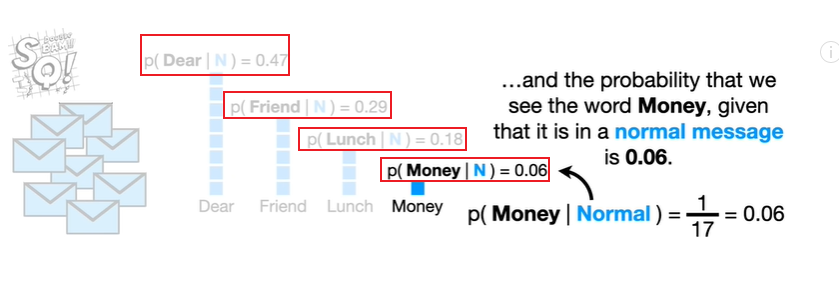 SQ!
p( Dear | N ) = 0.47
p( Friend | N ) = 0.29
p( Lunch | N ) = 0.18
p( Money | N ) = 0.06
Dear Friend Lunch Money
...and the probability that we
see the word Money, given
that it is in a normal message
is 0.06.
p( Money | Normal ) = 1/17 = 0.06
i